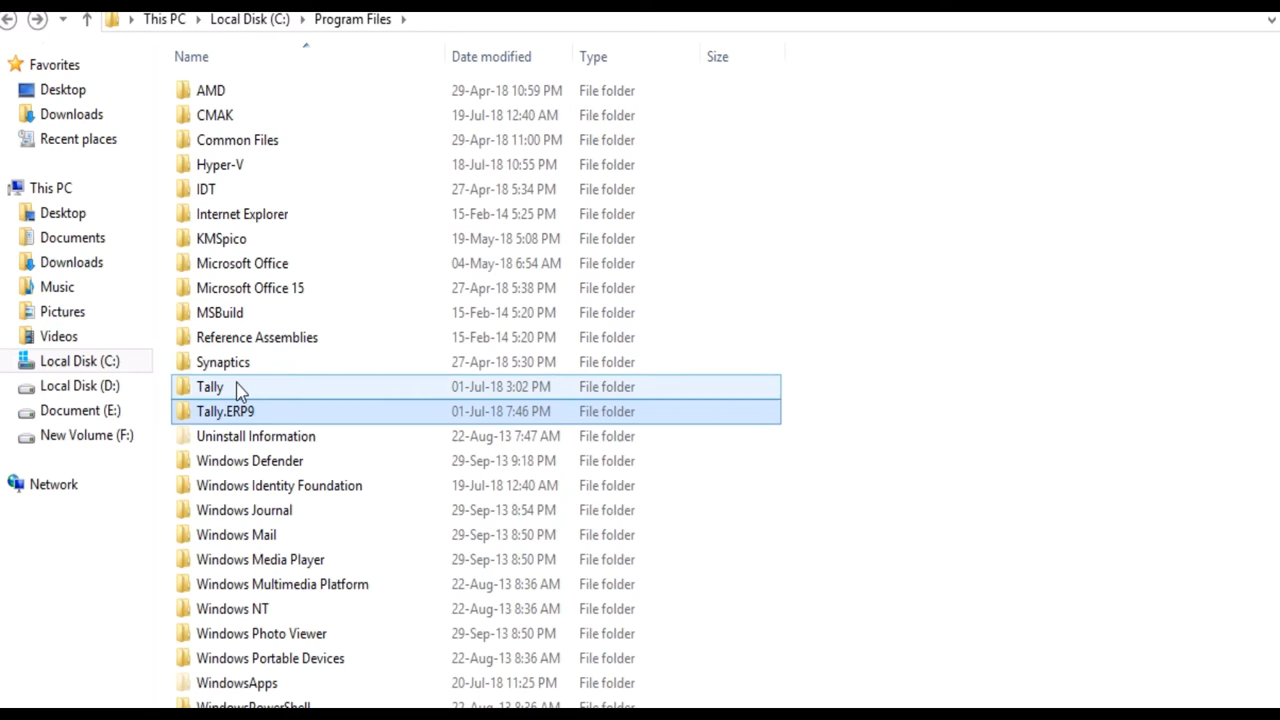 This PC Local Disk (C:) Program Files
Name Date modified Type Size
Favorites
Desktop
Downloads
Recent places
This PC
Desktop
Documents
Downloads
Music
Pictures
Videos
Local Disk (C:)
Local Disk (D:)
Document (E:)
New Volume (F:)
Network
AMD 29-Apr-18 10:59 PM File folder
CMAK 19-Jul-18 12:40 AM File folder
Common Files 29-Apr-18 11:00 PM File folder
Hyper-V 18-Jul-18 10:55 PM File folder
IDT 27-Apr-18 5:34 PM File folder
Internet Explorer 15-Feb-14 5:25 PM File folder
KMSpico 19-May-18 5:08 PM File folder
Microsoft Office 04-May-18 6:54 AM File folder
Microsoft Office 15 27-Apr-18 5:38 PM File folder
MSBuild 15-Feb-14 5:20 PM File folder
Reference Assemblies 15-Feb-14 5:20 PM File folder
Synaptics 27-Apr-18 5:30 PM File folder
Tally 01-Jul-18 3:02 PM File folder
Tally.ERP9 01-Jul-18 7:46 PM File folder
Uninstall Information 22-Aug-13 7:47 AM File folder
Windows Defender 29-Sep-13 9:18 PM File folder
Windows Identity Foundation 19-Jul-18 12:40 AM File folder
Windows Journal 29-Sep-13 8:54 PM File folder
Windows Mail 29-Sep-13 8:50 PM File folder
Windows Media Player 29-Sep-13 8:50 PM File folder
Windows Multimedia Platform 22-Aug-13 8:36 AM File folder
Windows NT 22-Aug-13 8:36 AM File folder
Windows Photo Viewer 29-Sep-13 8:50 PM File folder
Windows Portable Devices 22-Aug-13 8:36 AM File folder
WindowsApps 20-Jul-18 11:25 PM File folder
WindowsPowerShell 22-Aug-13 8:36 AM File folder